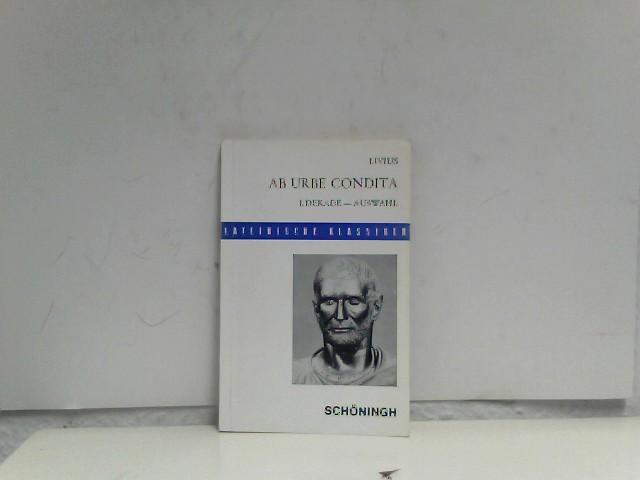 LIVIUS
AB URBE CONDITA
I. DEKADE — AUSWAHL
LATEINISCHE KLASSIKER
SCHÖNINGH